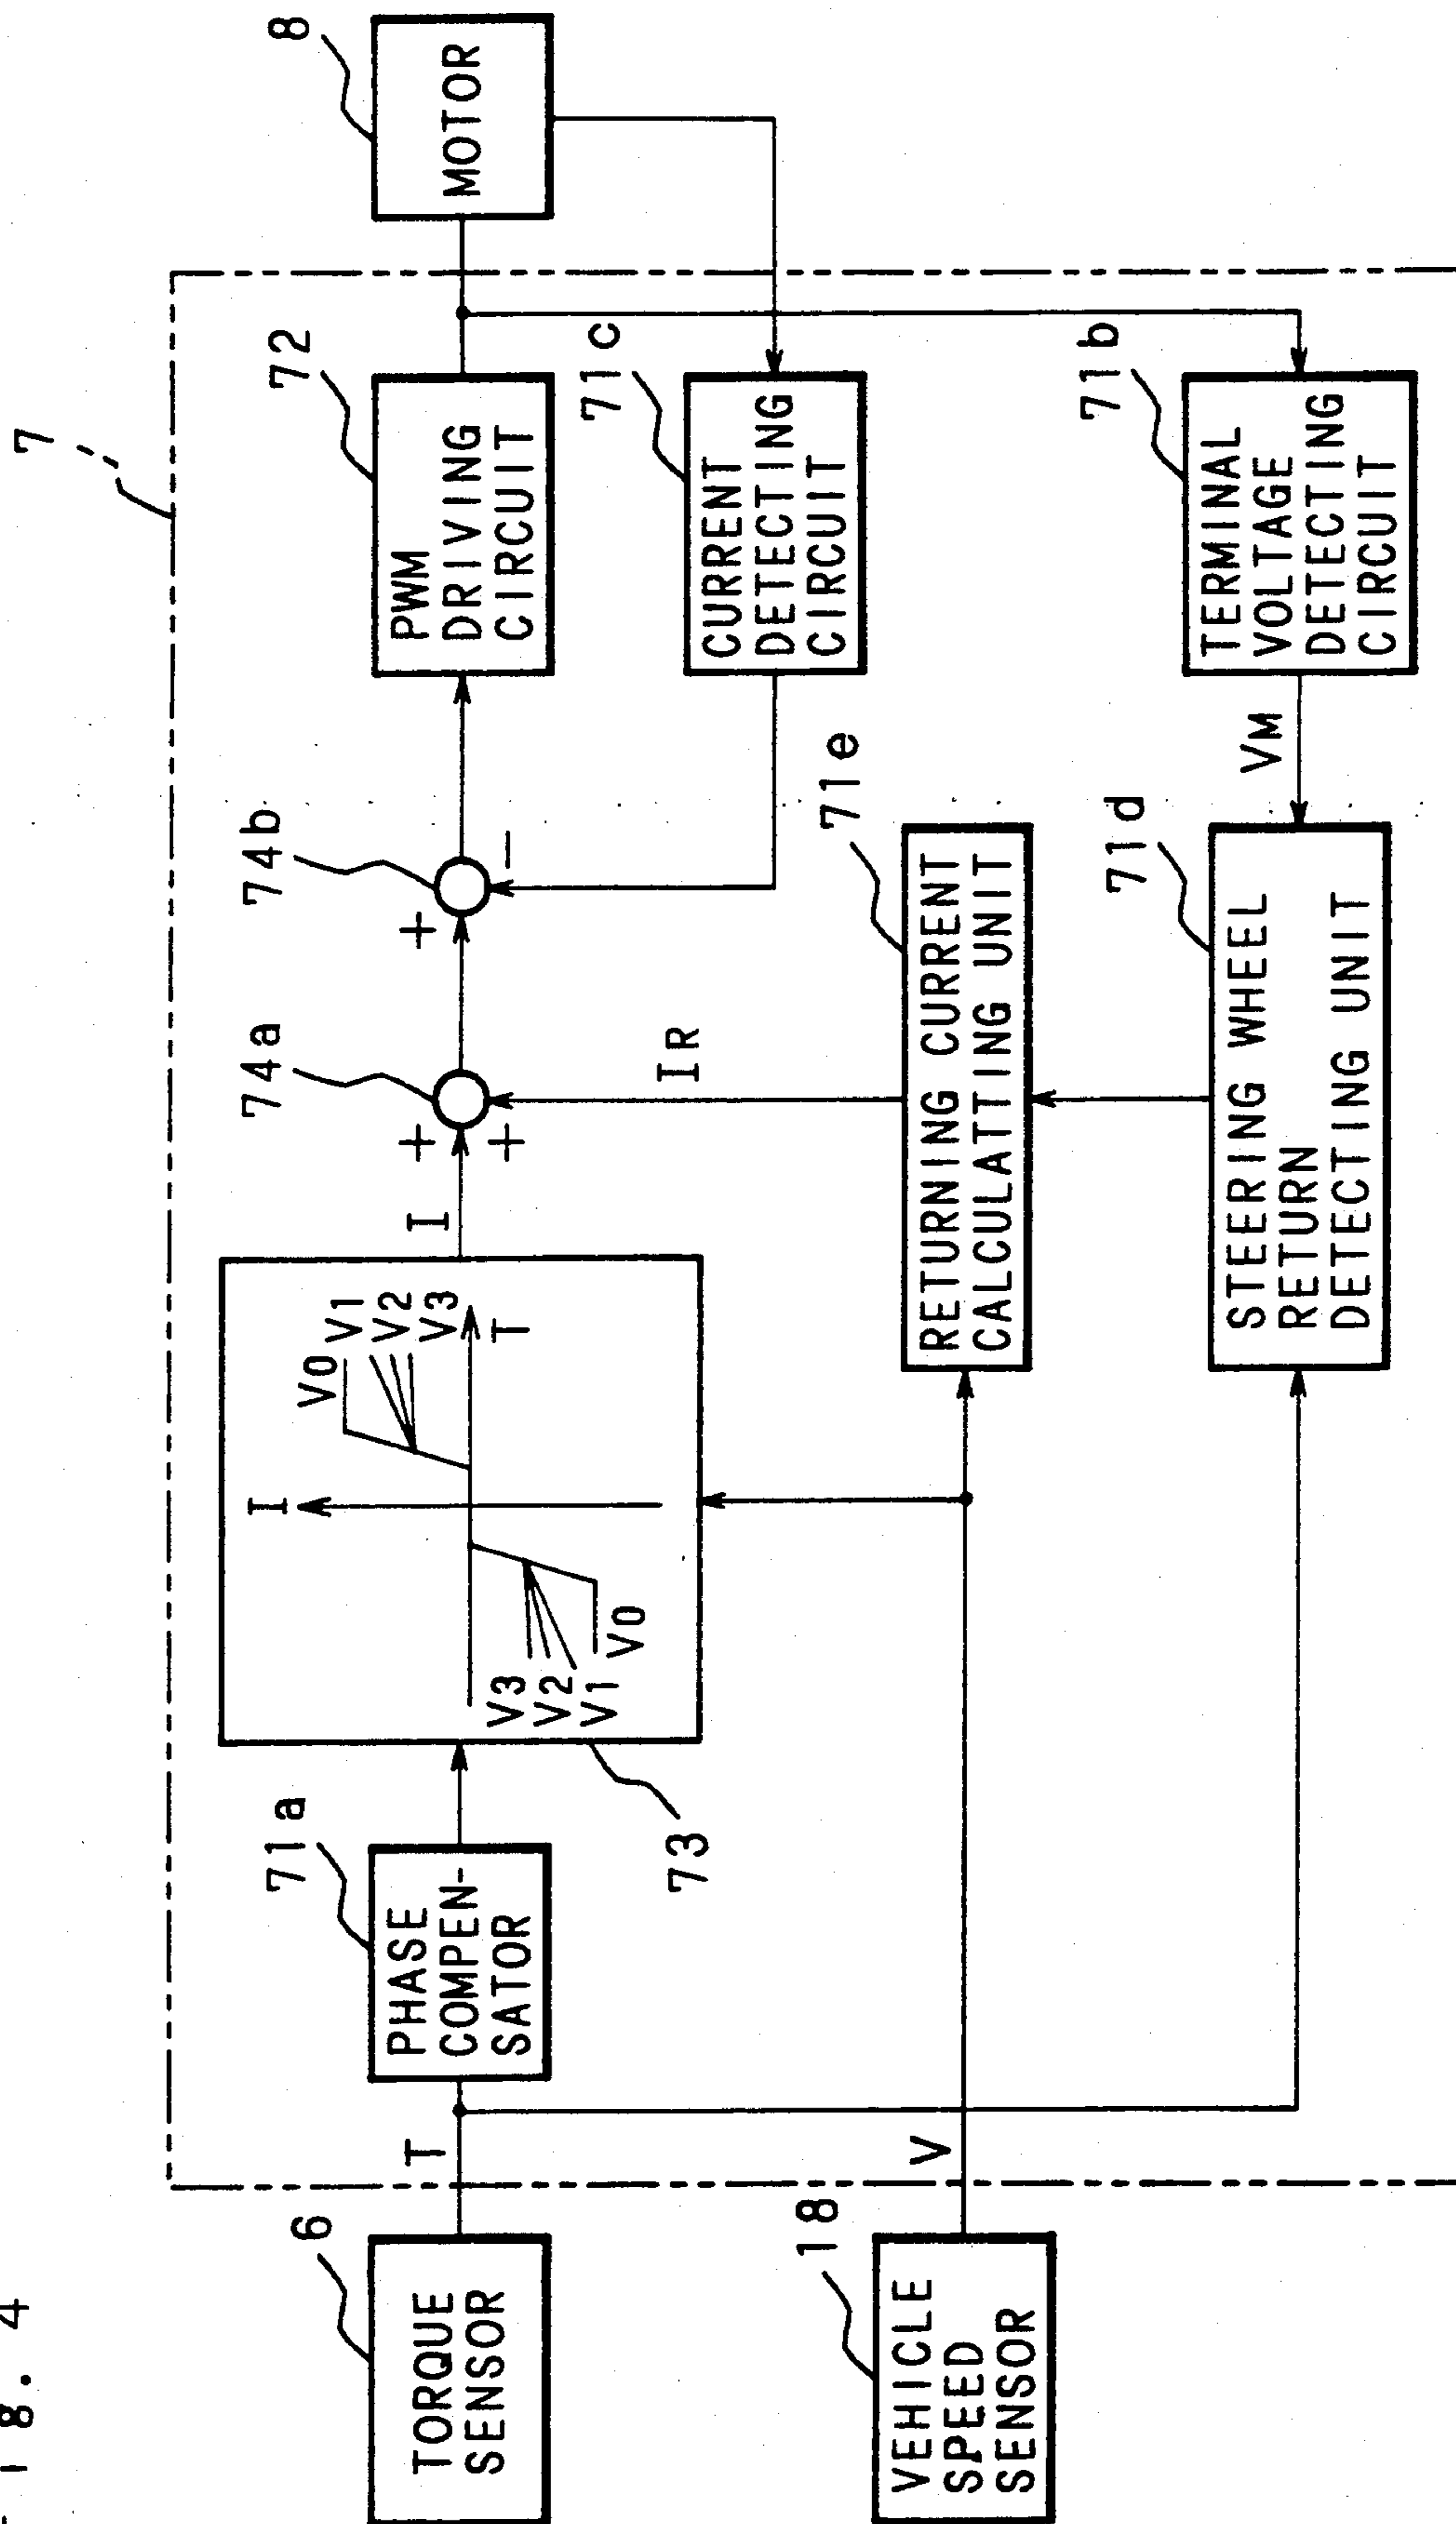 Fig. 4
7
6
TORQUE
SENSOR
T
71a
PHASE
COMPEN-
SATOR
73
I
T
V0
V1
V2
V3
V3
V2
V1
V0
I
74a
+
+
74b
+
−
72
PWM
DRIVING
CIRCUIT
8
MOTOR
71c
CURRENT
DETECTING
CIRCUIT
IR
71e
RETURNING CURRENT
CALCULATTING UNIT
18
VEHICLE
SPEED
SENSOR
V
71d
STEERING WHEEL
RETURN
DETECTING UNIT
VM
71b
TERMINAL
VOLTAGE
DETECTING
CIRCUIT